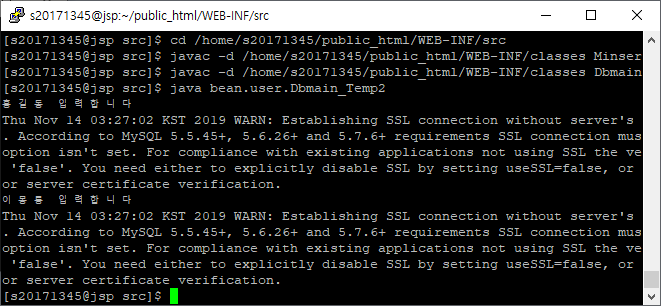 s20171345@jsp:~/public_html/WEB-INF/src
[s20171345@jsp src]$ cd /home/s20171345/public_html/WEB-INF/src
[s20171345@jsp src]$ javac -d /home/s20171345/public_html/WEB-INF/classes Minser
[s20171345@jsp src]$ javac -d /home/s20171345/public_html/WEB-INF/classes Dbmain
[s20171345@jsp src]$ java bean.user.Dbmain_Temp2
홍길동 입력합니다
Thu Nov 14 03:27:02 KST 2019 WARN: Establishing SSL connection without server's
. According to MySQL 5.5.45+, 5.6.26+ and 5.7.6+ requirements SSL connection mus
option isn't set. For compliance with existing applications not using SSL the ve
 'false'. You need either to explicitly disable SSL by setting useSSL=false, or
or server certificate verification.
이몽룡 입력합니다
Thu Nov 14 03:27:02 KST 2019 WARN: Establishing SSL connection without server's
. According to MySQL 5.5.45+, 5.6.26+ and 5.7.6+ requirements SSL connection mus
option isn't set. For compliance with existing applications not using SSL the ve
 'false'. You need either to explicitly disable SSL by setting useSSL=false, or
or server certificate verification.
[s20171345@jsp src]$